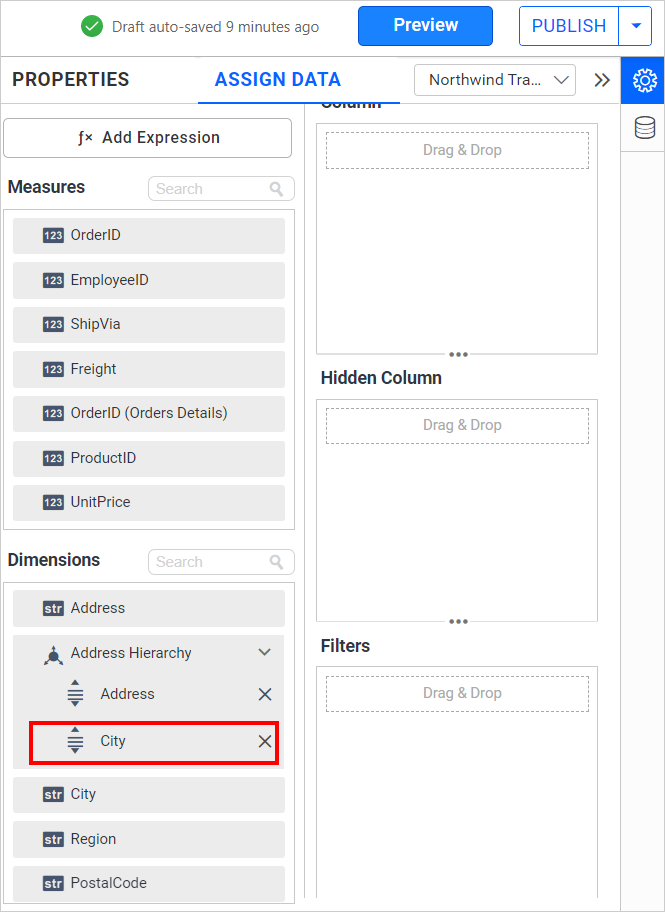 Draft auto-saved 9 minutes ago
Preview
PUBLISH
PROPERTIES
ASSIGN DATA
Northwind Tra...
Column
ƒ× Add Expression
Drag & Drop
Measures
Search
123 OrderID
123 EmployeeID
123 ShipVia
123 Freight
123 OrderID (Orders Details)
123 ProductID
123 UnitPrice
Hidden Column
Drag & Drop
Dimensions
Search
str Address
Address Hierarchy
Address
City
str City
str Region
str PostalCode
Filters
Drag & Drop